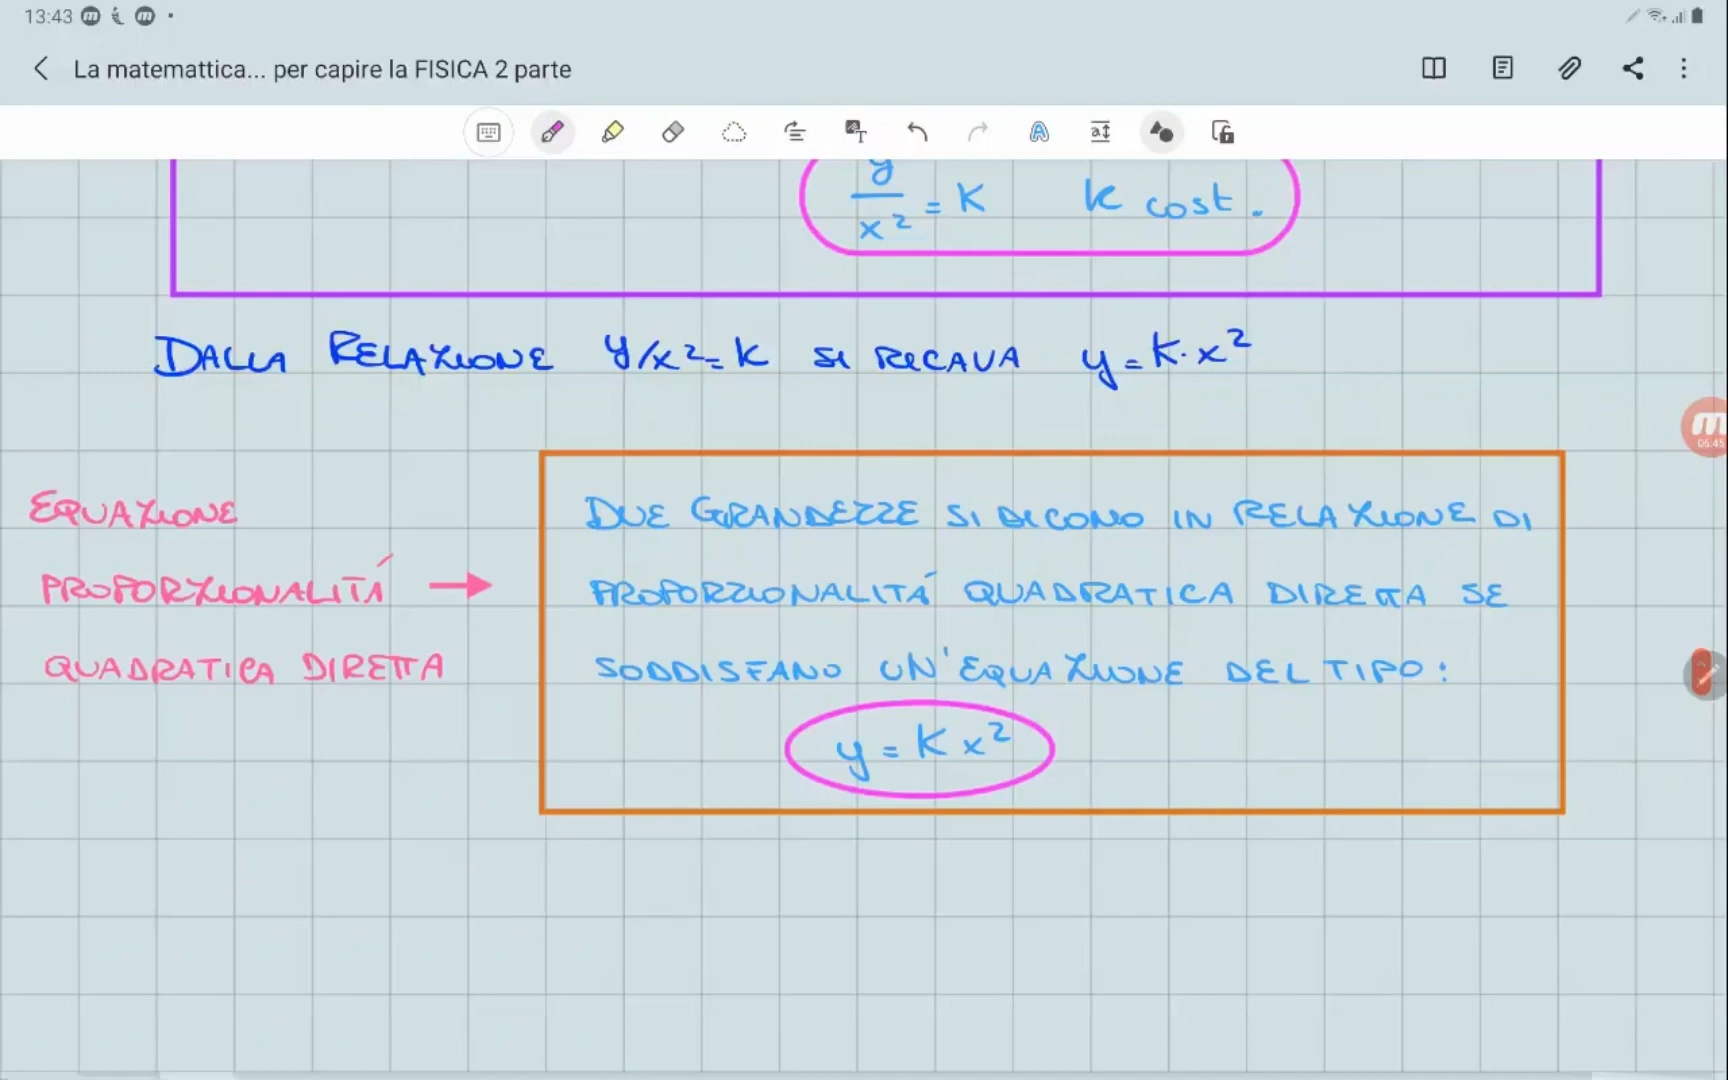 13:43
La matemattica... per capire la FISICA 2 parte
y/x² = K K cost.
DALLA RELAZIONE y/x² = K SI RICAVA y = K·x²
EQUAZIONE
PROPORZIONALITÁ
QUADRATICA DIRETTA
DUE GRANDEZZE SI DICONO IN RELAZIONE DI
PROPORZIONALITÁ QUADRATICA DIRETTA SE
SODDISFANO UN'EQUAZIONE DEL TIPO:
y = K x²
06:45